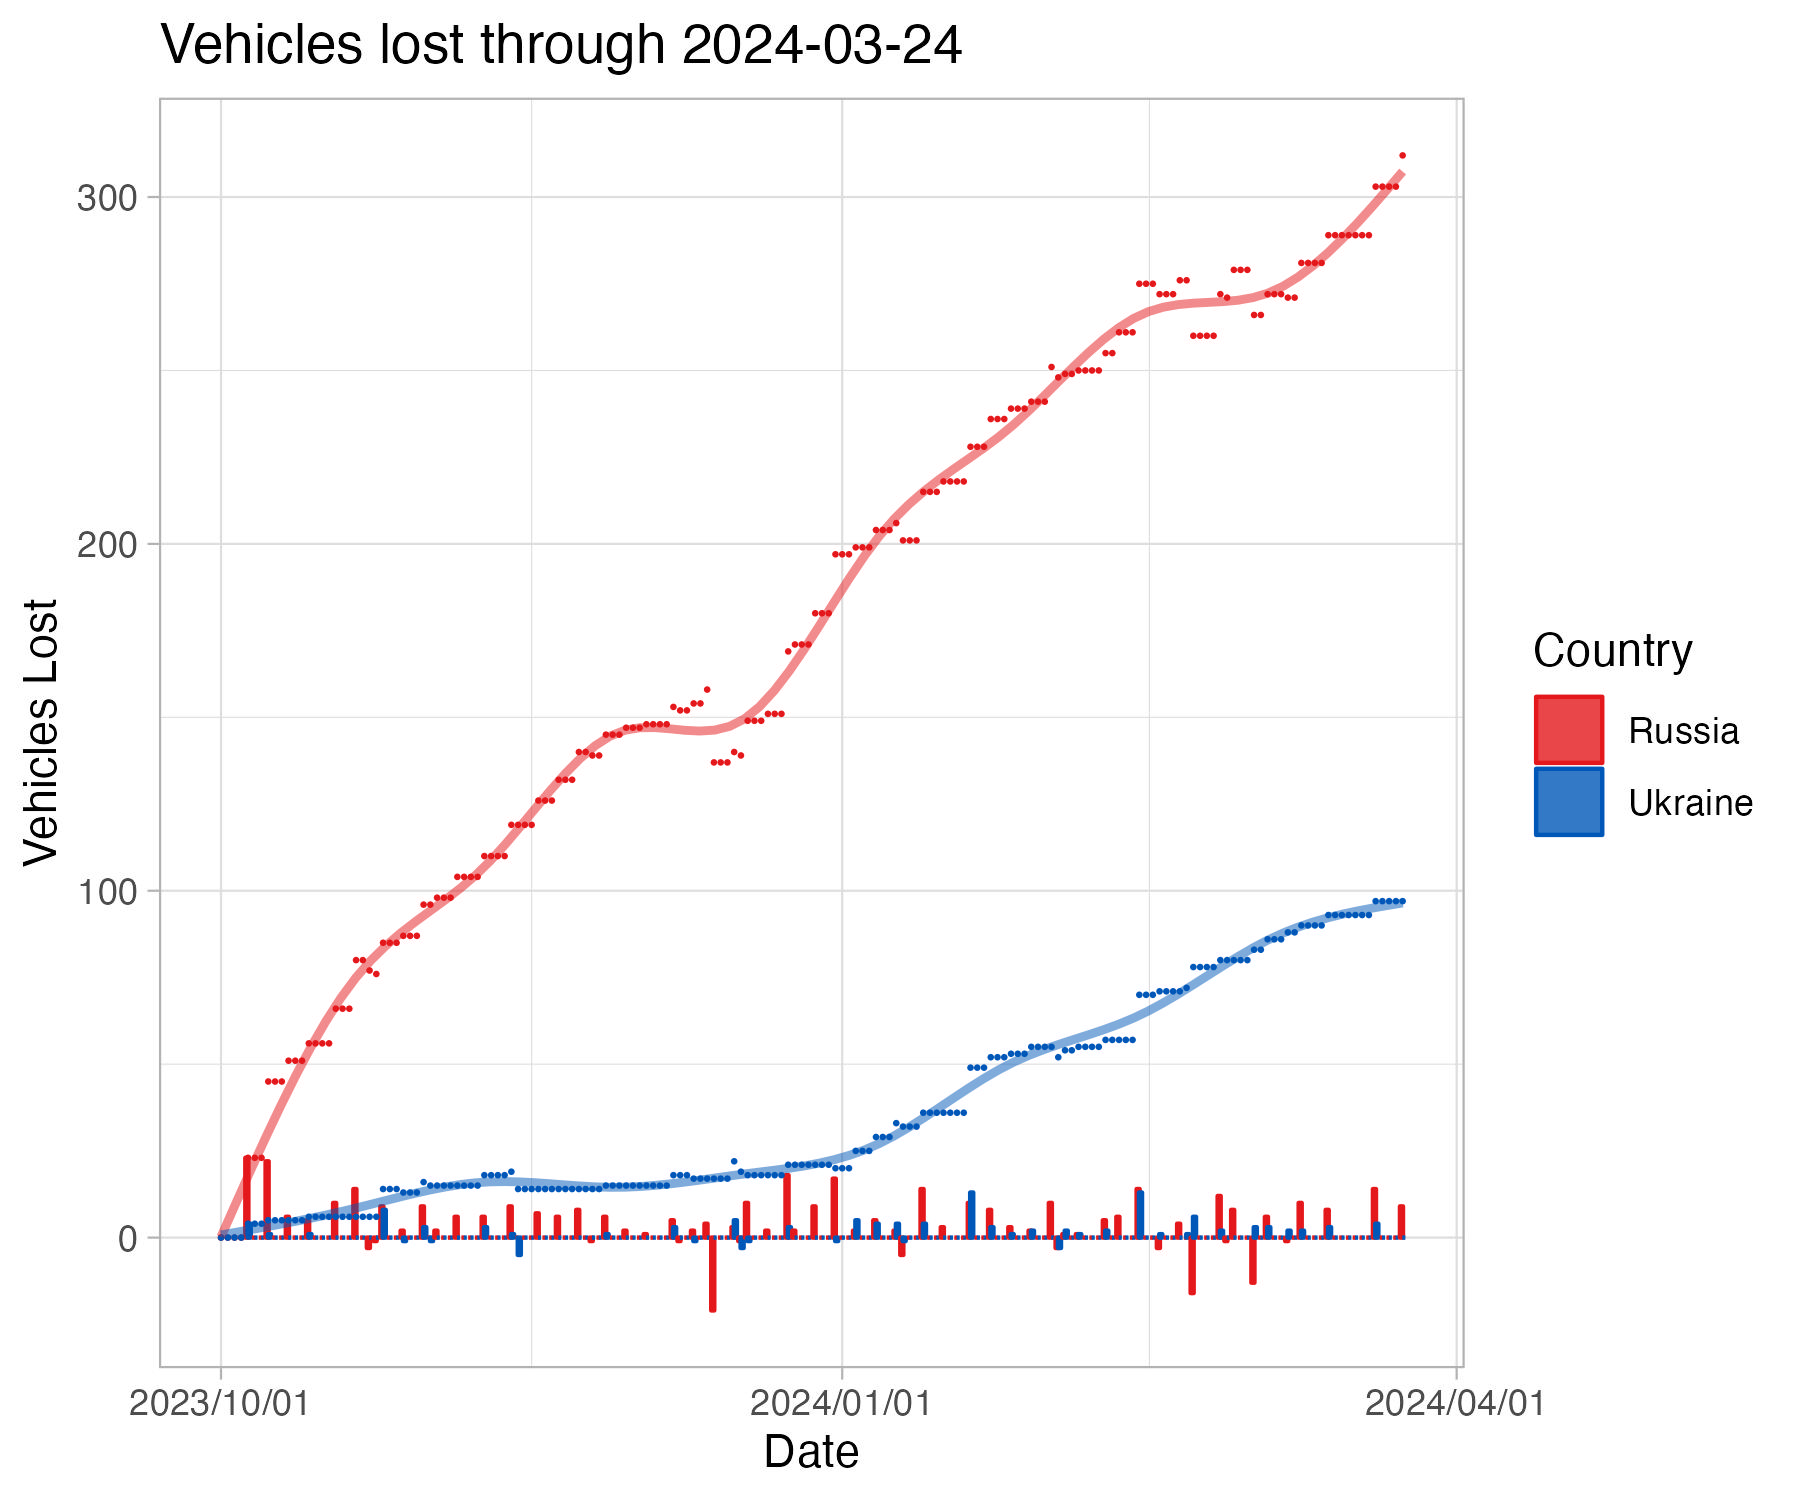 Vehicles lost through 2024-03-24
Vehicles Lost
300
200
100
0
2023/10/01
2024/01/01
2024/04/01
Date
Country
Russia
Ukraine